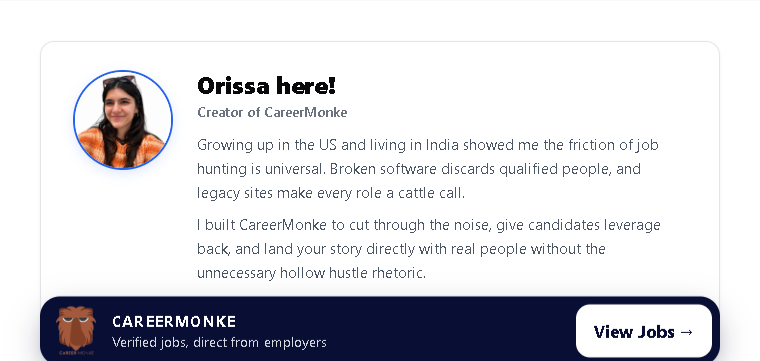 Orissa here!
Creator of CareerMonke
Growing up in the US and living in India showed me the friction of job
hunting is universal. Broken software discards qualified people, and
legacy sites make every role a cattle call.
I built CareerMonke to cut through the noise, give candidates leverage
back, and land your story directly with real people without the
unnecessary hollow hustle rhetoric.
CAREERMONKE
Verified jobs, direct from employers
View Jobs →
CAREER MONKE